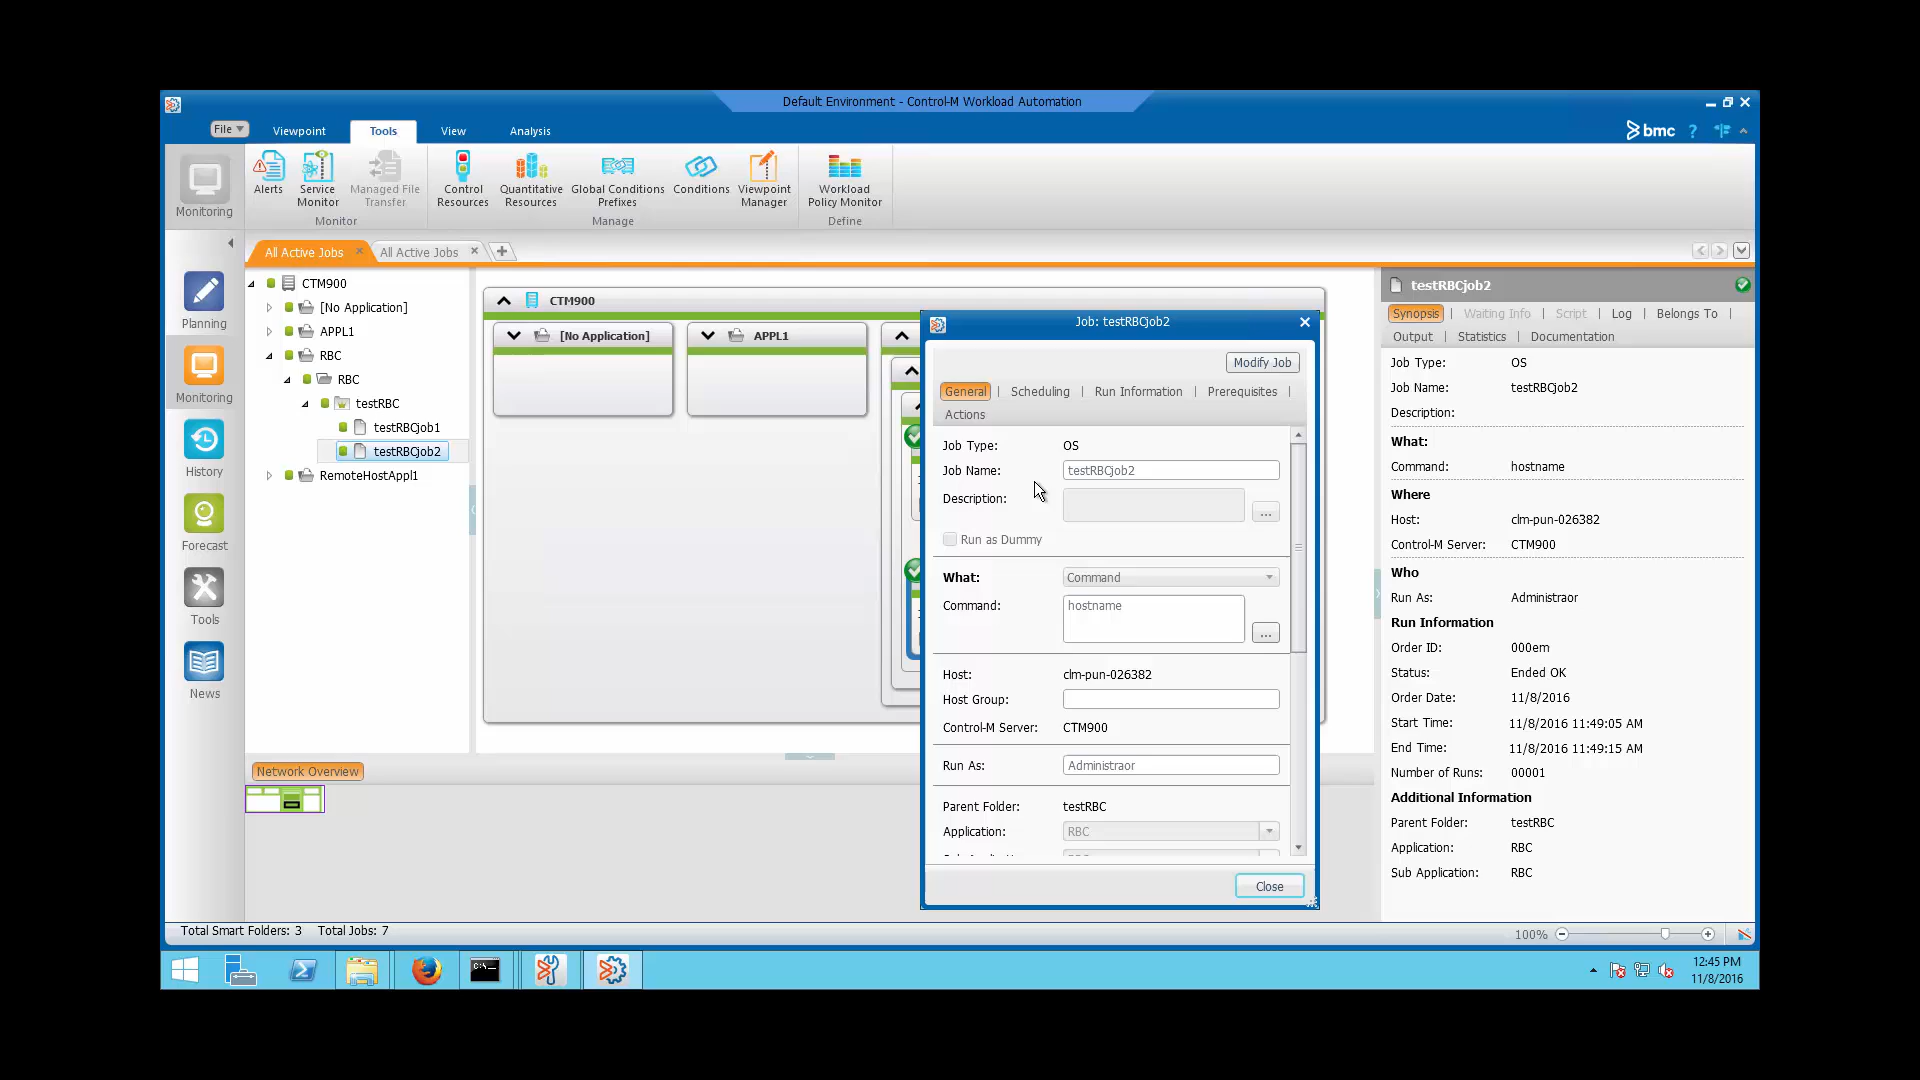 Default Environment - Control-M Workload Automation
File Viewpoint Tools View Analysis
bmc ?
Monitoring
Alerts
Service Monitor
Managed File Transfer
Monitor
Control Resources
Quantitative Resources
Global Conditions Prefixes
Conditions
Viewpoint Manager
Manage
Workload Policy Monitor
Define
All Active Jobs
All Active Jobs
Planning
Monitoring
History
Forecast
Tools
News
CTM900
[No Application]
APPL1
RBC
RBC
testRBC
testRBCjob1
testRBCjob2
RemoteHostAppl1
CTM900
[No Application]
APPL1
Network Overview
Job: testRBCjob2
Modify Job
General | Scheduling | Run Information | Prerequisites |
Actions
Job Type: OS
Job Name: testRBCjob2
Description:
...
Run as Dummy
What: Command
Command: hostname
...
Host: clm-pun-026382
Host Group:
Control-M Server: CTM900
Run As: Administraor
Parent Folder: testRBC
Application: RBC
Close
testRBCjob2
Synopsis | Waiting Info | Script | Log | Belongs To |
Output | Statistics | Documentation
Job Type: OS
Job Name: testRBCjob2
Description:
What:
Command: hostname
Where
Host: clm-pun-026382
Control-M Server: CTM900
Who
Run As: Administraor
Run Information
Order ID: 000em
Status: Ended OK
Order Date: 11/8/2016
Start Time: 11/8/2016 11:49:05 AM
End Time: 11/8/2016 11:49:15 AM
Number of Runs: 00001
Additional Information
Parent Folder: testRBC
Application: RBC
Sub Application: RBC
Total Smart Folders: 3 Total Jobs: 7
100%
12:45 PM
11/8/2016